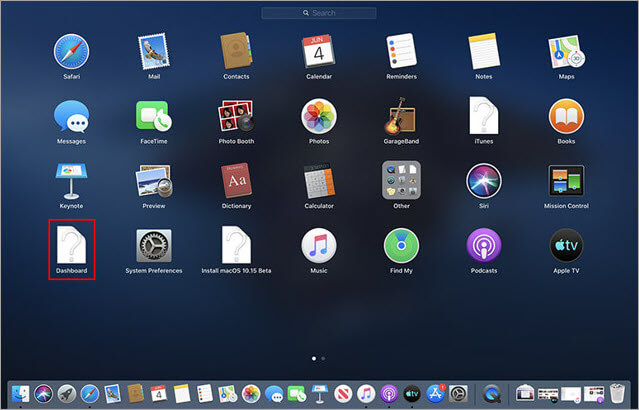 Search
Safari
Mail
Contacts
JUN
4
Calendar
Reminders
Notes
Maps
Messages
FaceTime
Photo Booth
Photos
GarageBand
iTunes
Books
Keynote
Preview
Aa
Dictionary
Calculator
Other
Siri
Mission Control
Dashboard
System Preferences
Install macOS 10.15 Beta
Music
Find My
Podcasts
tv
Apple TV
4
tv